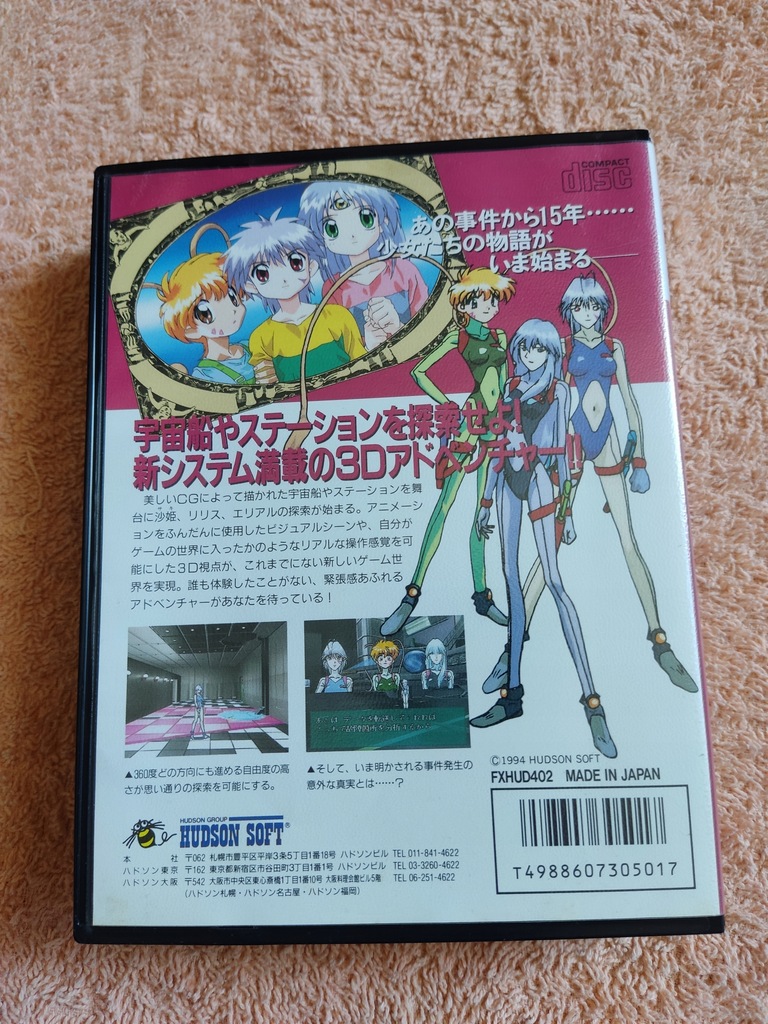 COMPACT
disc
あの事件から15年……
少女たちの物語が
いま始まる
宇宙船やステーションを探索せよ!
新システム満載の3Dアドベンチャー!!
美しいCGによって描かれた宇宙船やステーションを舞
台に沙姫、リリス、エリアルの探索が始まる。アニメーシ
ョンをふんだんに使用したビジュアルシーンや、自分が
ゲームの世界に入ったかのようなリアルな操作感覚を可
能にした3D視点が、これまでにない新しいゲーム世
界を実現。誰も体験したことがない、緊張感あふれる
アドベンチャーがあなたを待っている!
▲360度どの方向にも進める自由度の高
さが思い通りの探索を可能にする。
▲そして、いま明かされる事件発生の
意外な真実とは……?
©1994 HUDSON SOFT
FXHUD402 MADE IN JAPAN
HUDSON GROUP
HUDSON SOFT®
本 社 〒062 札幌市豊平区平岸3条5丁目1番18号 ハドソンビル TEL 011-841-4622
ハドソン東京 〒162 東京都新宿区市谷田町3丁目1番1号 ハドソンビル TEL 03-3260-4622
ハドソン大阪 〒542 大阪市中央区東心斎橋1丁目1番10号 大阪料理会館ビル5階 TEL 06-251-4622
(ハドソン札幌・ハドソン名古屋・ハドソン福岡)
T4988607305017